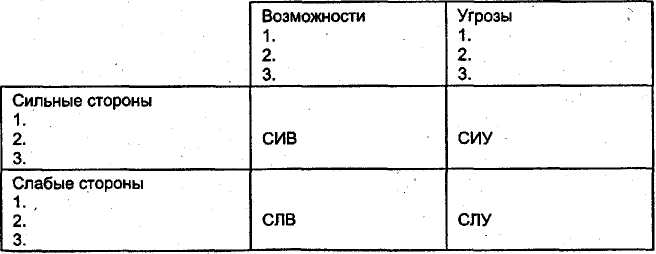 Возможности
1.
2.
3.
Угрозы
1.
2.
3.
Сильные стороны
1.
2.
3.
СИВ
СИУ
Слабые стороны
1.
2.
3.
СЛВ
СЛУ